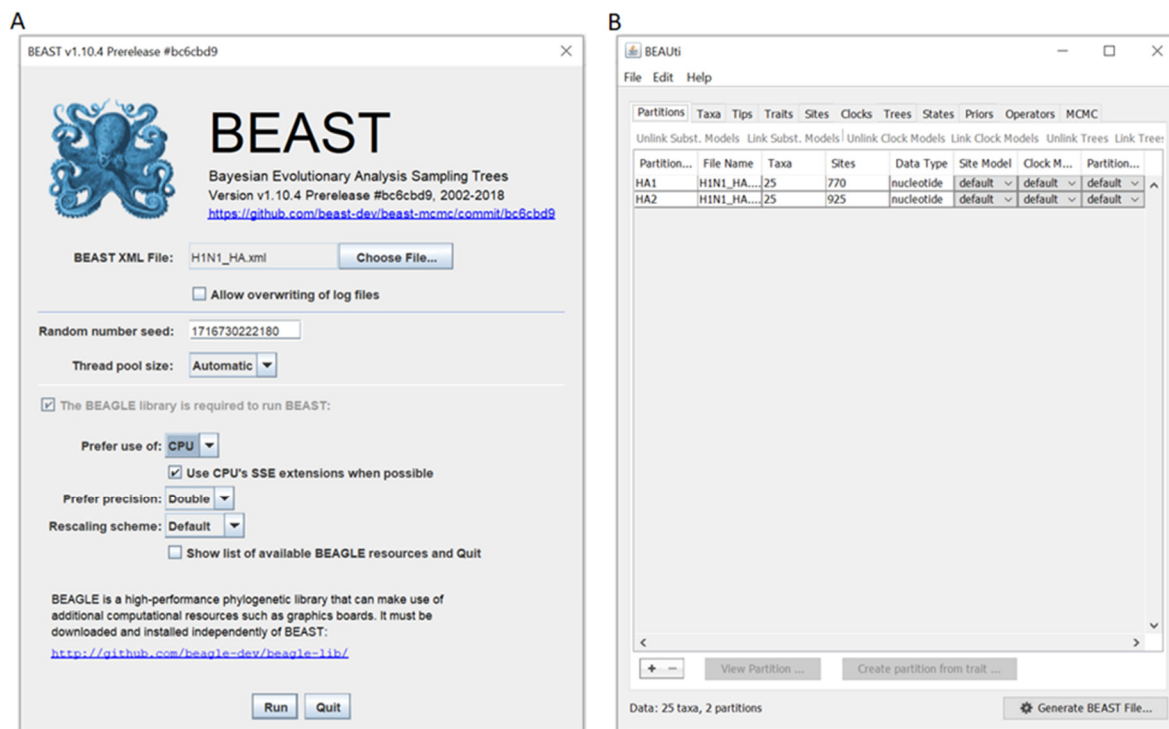 A
BEAST v1.10.4 Prerelease #bc6cbd9
BEAST
Bayesian Evolutionary Analysis Sampling Trees
Version v1.10.4 Prerelease #bc6cbd9, 2002-2018
https://github.com/beast-dev/beast-mcmc/commit/bc6cbd9
BEAST XML File: H1N1_HA.xml Choose File...
Allow overwriting of log files
Random number seed: 1716730222180
Thread pool size: Automatic
The BEAGLE library is required to run BEAST:
Prefer use of: CPU
Use CPU's SSE extensions when possible
Prefer precision: Double
Rescaling scheme: Default
Show list of available BEAGLE resources and Quit
BEAGLE is a high-performance phylogenetic library that can make use of
additional computational resources such as graphics boards. It must be
downloaded and installed independently of BEAST:
http://github.com/beagle-dev/beagle-lib/
Run Quit
B
BEAUti
File Edit Help
Partitions Taxa Tips Traits Sites Clocks Trees States Priors Operators MCMC
Unlink Subst. Models Link Subst. Models Unlink Clock Models Link Clock Models Unlink Trees Link Trees
Partition... File Name Taxa Sites Data Type Site Model Clock M... Partition...
HA1 H1N1_HA.... 25 770 nucleotide default default default
HA2 H1N1_HA.... 25 925 nucleotide default default default
+ − View Partition ... Create partition from trait ...
Data: 25 taxa, 2 partitions Generate BEAST File...